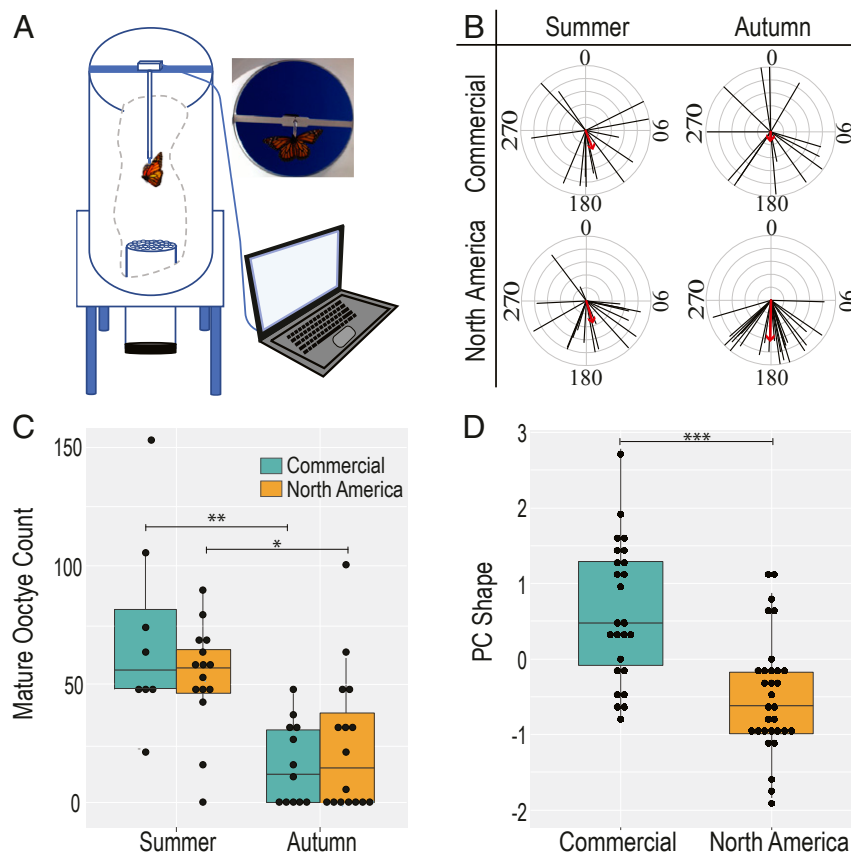 A
B
Summer
Autumn
Commercial
0
90
180
270
0
90
180
270
North America
0
90
180
270
0
90
180
270
C
150
100
50
0
Mature Ooctye Count
Commercial
North America
**
*
Summer
Autumn
D
3
2
1
0
-1
-2
PC Shape
***
Commercial
North America